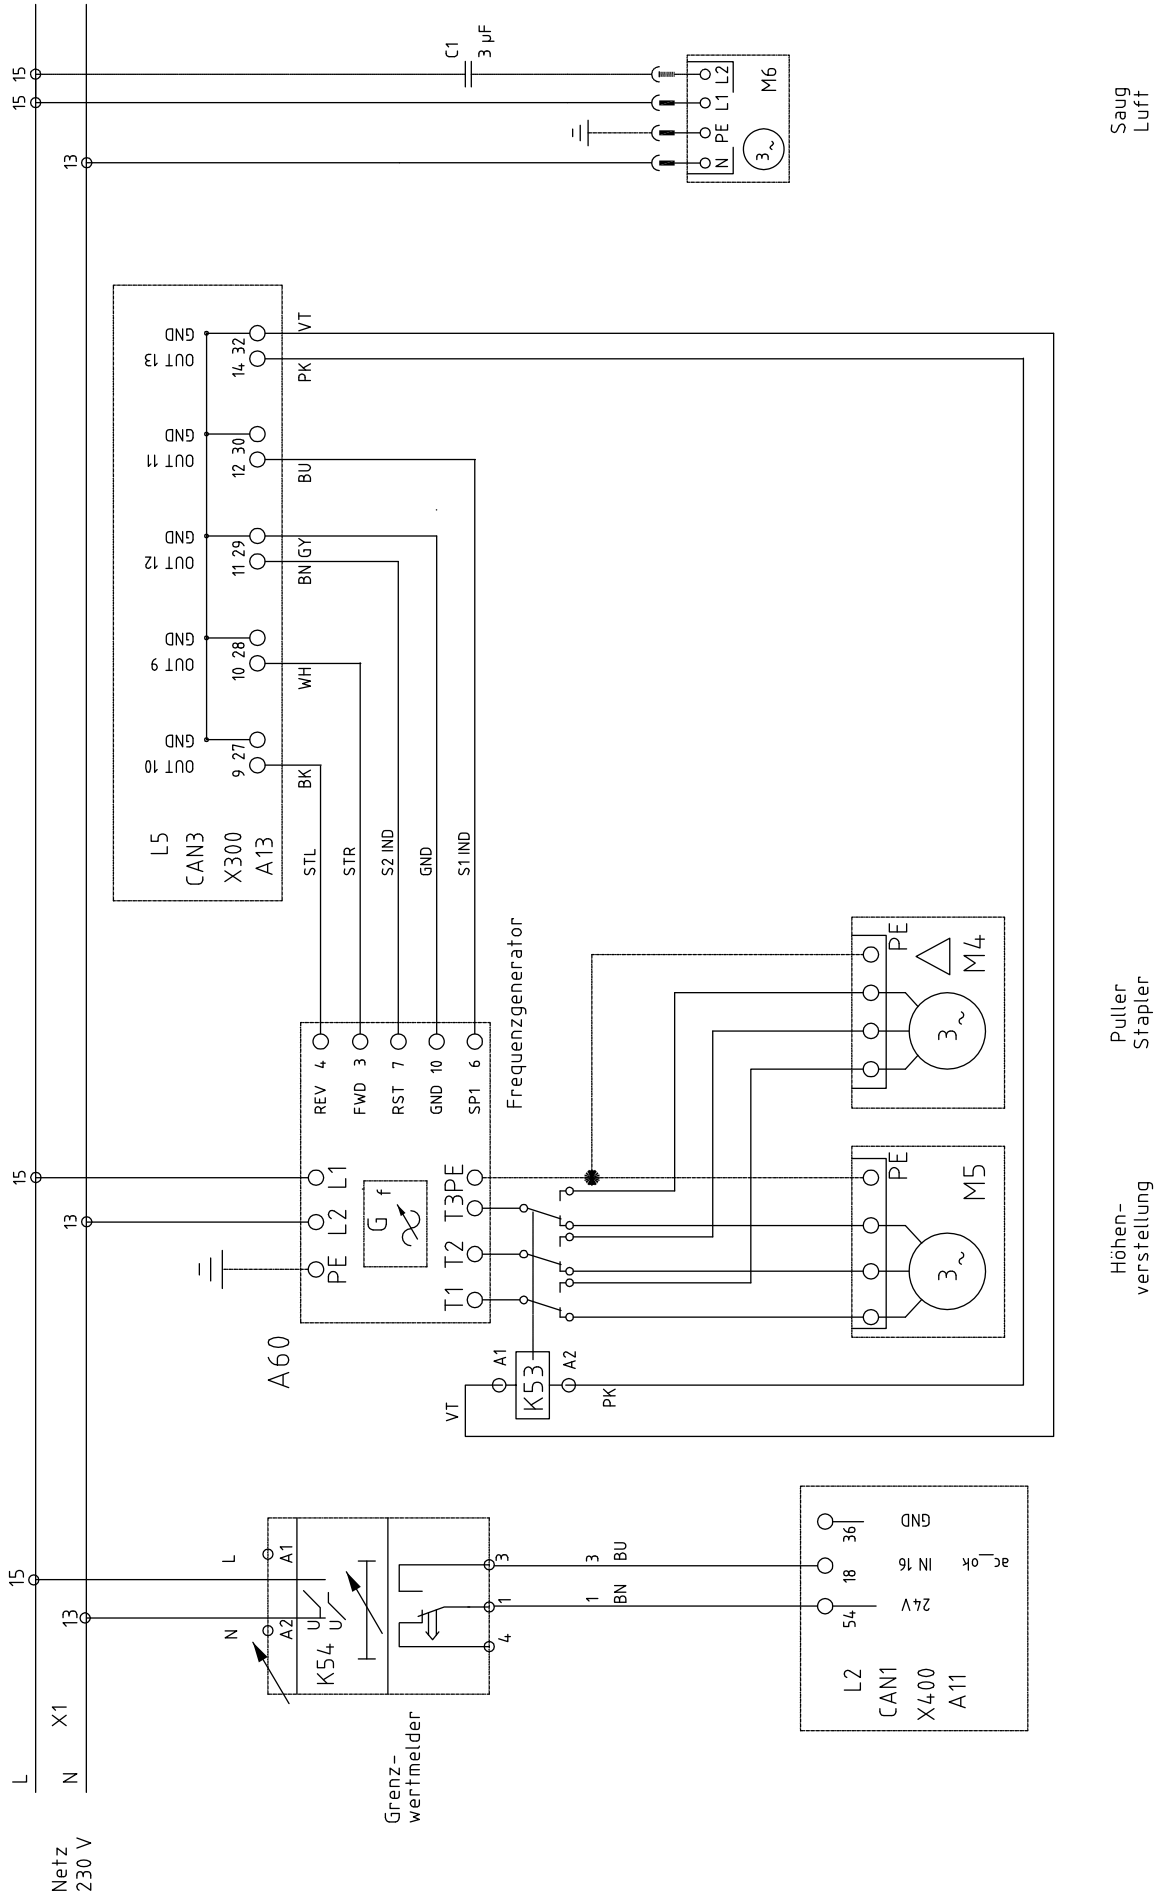 Netz
230 V
L
N
X1
15
13
L
N
A1
A2
U
U
K54
3
1
4
Grenz-
wertmelder
3
BU
1
BN
36
GND
18
IN 16
ac_ok
54
24V
L2
CAN1
X400
A11
15
13
A60
L1
L2
PE
G
f
T1
T2
T3
PE
REV 4
FWD 3
RST 7
GND 10
SP1 6
Frequenzgenerator
STL
STR
S2 IND
GND
S1 IND
K53
A1
A2
VT
PK
L5
CAN3
X300
A13
OUT 10
GND
9 27
BK
OUT 9
GND
10 28
WH
OUT 12
GND
11 29
BN GY
OUT 11
GND
12 30
BU
OUT 13
GND
14 32
PK
VT
PE
3~
M5
Höhen-
verstellung
PE
3~
M4
Puller
Stapler
13
15
15
C1
3 µF
N
PE
L1
L2
3~
M6
Saug
Luft